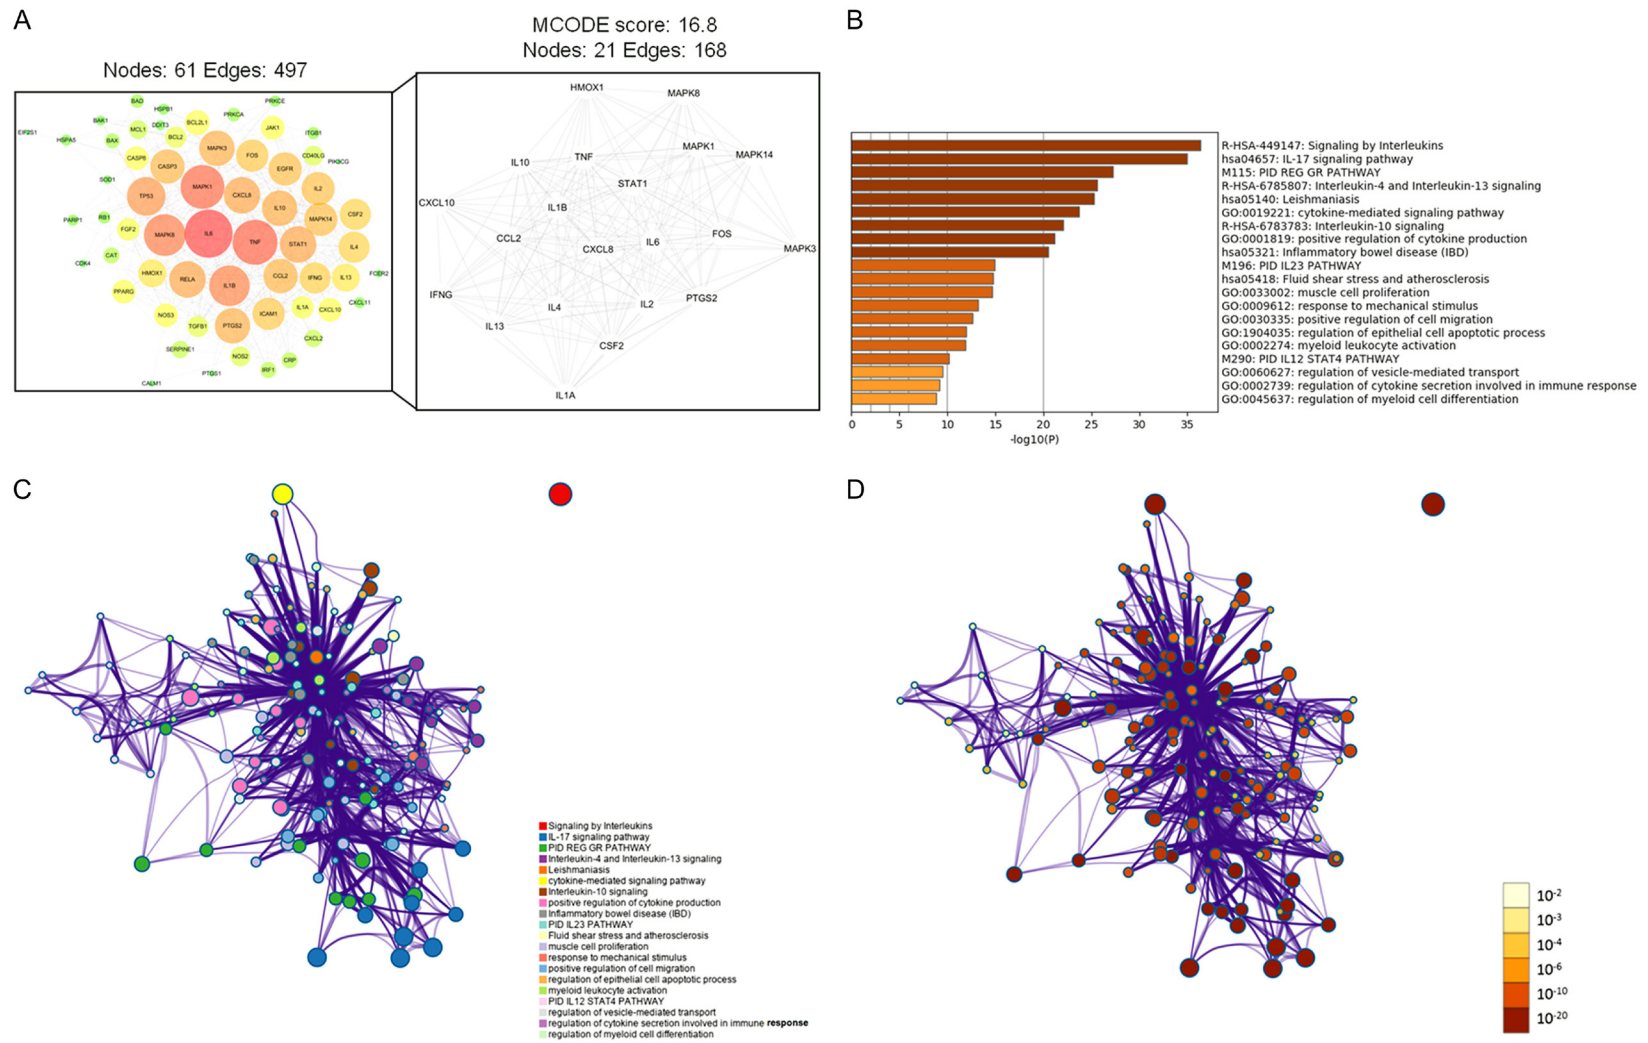 A
Nodes: 61 Edges: 497
MCODE score: 16.8
Nodes: 21 Edges: 168
BAD
HSPB1
PRKCE
PRKCA
BAK1
DDIT3
BCL2L1
EIF2S1
HSPA5
BAX
MCL1
BCL2
JAK1
ITGB1
MAPK3
FOS
CD40LG
PIK3CG
CASP8
CASP3
EGFR
SOD1
TP53
MAPK1
CXCL8
IL2
IL10
MAPK14
CSF2
PARP1
RB1
FGF2
MAPK8
IL6
TNF
STAT1
IL4
CDK4
CAT
HMOX1
RELA
IL1B
CCL2
IFNG
IL13
FCER2
PPARG
CXCL11
NOS3
TGFB1
PTGS2
ICAM1
IL1A
CXCL10
SERPINE1
NOS2
CXCL2
CRP
IRF1
PTGS1
CALM1
HMOX1
MAPK8
MAPK1
MAPK14
IL10
TNF
STAT1
CXCL10
IL1B
CCL2
CXCL8
IL6
FOS
MAPK3
IFNG
IL4
IL2
PTGS2
IL13
CSF2
IL1A
B
R-HSA-449147: Signaling by Interleukins
hsa04657: IL-17 signaling pathway
M115: PID REG GR PATHWAY
R-HSA-6785807: Interleukin-4 and Interleukin-13 signaling
hsa05140: Leishmaniasis
GO:0019221: cytokine-mediated signaling pathway
R-HSA-6783783: Interleukin-10 signaling
GO:0001819: positive regulation of cytokine production
hsa05321: Inflammatory bowel disease (IBD)
M196: PID IL23 PATHWAY
hsa05418: Fluid shear stress and atherosclerosis
GO:0033002: muscle cell proliferation
GO:0009612: response to mechanical stimulus
GO:0030335: positive regulation of cell migration
GO:1904035: regulation of epithelial cell apoptotic process
GO:0002274: myeloid leukocyte activation
M290: PID IL12 STAT4 PATHWAY
GO:0060627: regulation of vesicle-mediated transport
GO:0002739: regulation of cytokine secretion involved in immune response
GO:0045637: regulation of myeloid cell differentiation
0 5 10 15 20 25 30 35
-log10(P)
C
Signaling by Interleukins
IL-17 signaling pathway
PID REG GR PATHWAY
Interleukin-4 and Interleukin-13 signaling
Leishmaniasis
cytokine-mediated signaling pathway
Interleukin-10 signaling
positive regulation of cytokine production
Inflammatory bowel disease (IBD)
PID IL23 PATHWAY
Fluid shear stress and atherosclerosis
muscle cell proliferation
response to mechanical stimulus
positive regulation of cell migration
regulation of epithelial cell apoptotic process
myeloid leukocyte activation
PID IL12 STAT4 PATHWAY
regulation of vesicle-mediated transport
regulation of cytokine secretion involved in immune response
regulation of myeloid cell differentiation
D
10-2
10-3
10-4
10-6
10-10
10-20